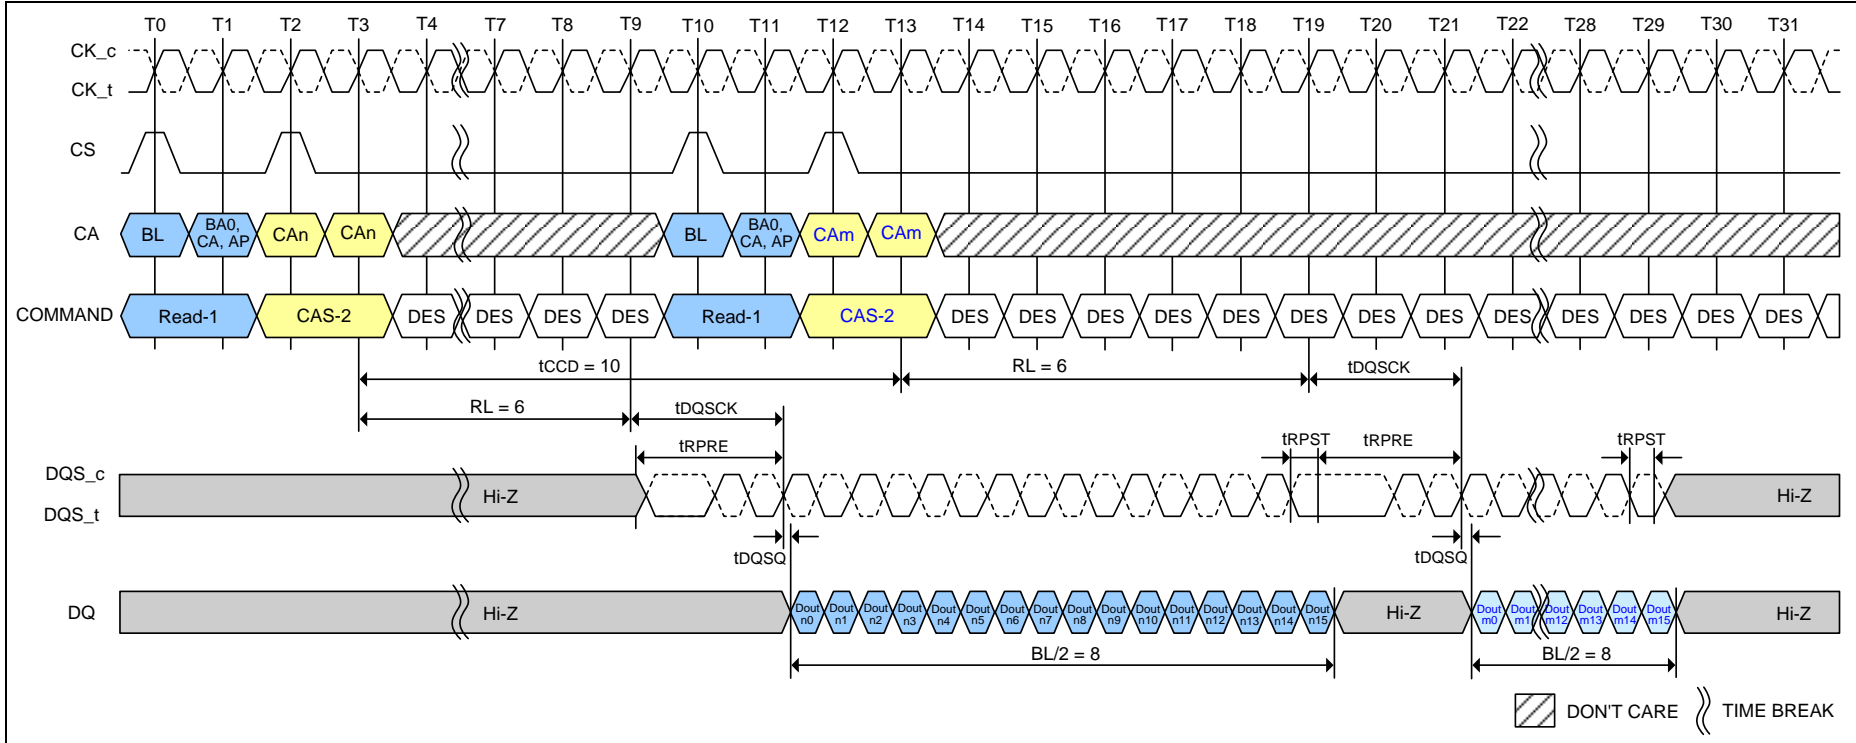 T0 T1 T2 T3 T4 T7 T8 T9 T10 T11 T12 T13 T14 T15 T16 T17 T18 T19 T20 T21 T22 T28 T29 T30 T31
CK_c
CK_t
CS
CA BL BA0, CA, AP CAn CAn BL BA0, CA, AP CAm CAm
COMMAND Read-1 CAS-2 DES DES DES DES Read-1 CAS-2 DES DES DES DES DES DES DES DES DES DES DES DES DES
tCCD = 10 RL = 6 tDQSCK
RL = 6 tDQSCK
tRPRE tRPST tRPRE tRPST
DQS_c
Hi-Z Hi-Z
DQS_t
tDQSQ tDQSQ
DQ Hi-Z Dout n0 Dout n1 Dout n2 Dout n3 Dout n4 Dout n5 Dout n6 Dout n7 Dout n8 Dout n9 Dout n10 Dout n11 Dout n12 Dout n13 Dout n14 Dout n15 Hi-Z Dout m0 Dout m1 Dout m12 Dout m13 Dout m14 Dout m15 Hi-Z
BL/2 = 8 BL/2 = 8
DON'T CARE TIME BREAK